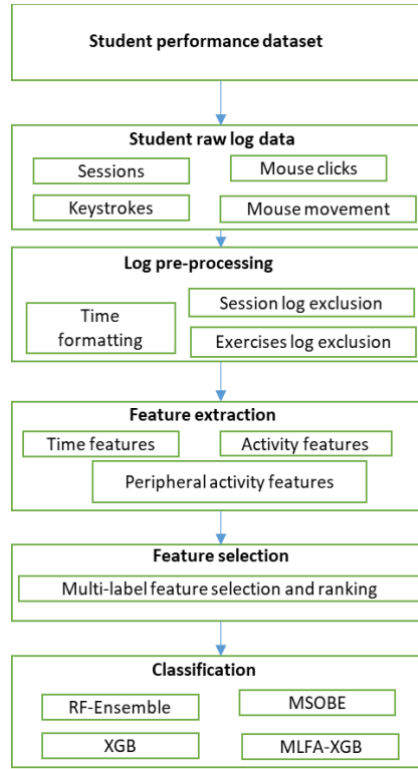 Student performance dataset
Student raw log data
Sessions
Mouse clicks
Keystrokes
Mouse movement
Log pre-processing
Time
formatting
Session log exclusion
Exercises log exclusion
Feature extraction
Time features
Activity features
Peripheral activity features
Feature selection
Multi-label feature selection and ranking
Classification
RF-Ensemble
MSOBE
XGB
MLFA-XGB